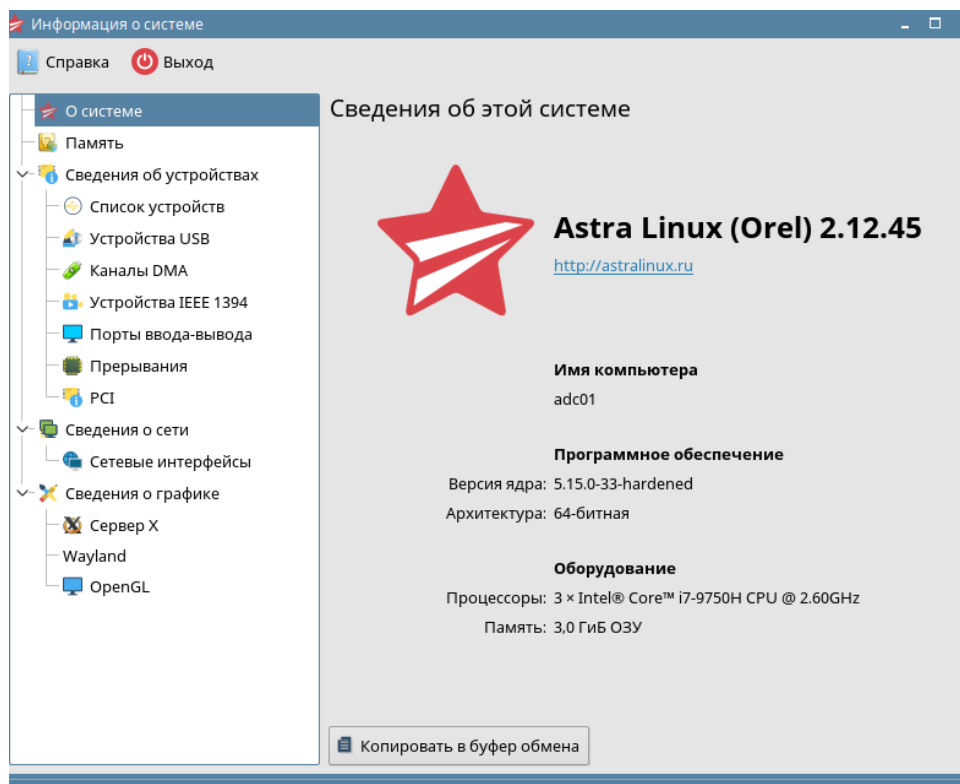 Информация о системе
Справка Выход
О системе
Память
Сведения об устройствах
Список устройств
Устройства USB
Каналы DMA
Устройства IEEE 1394
Порты ввода-вывода
Прерывания
PCI
Сведения о сети
Сетевые интерфейсы
Сведения о графике
Сервер X
Wayland
OpenGL
Сведения об этой системе
Astra Linux (Orel) 2.12.45
http://astralinux.ru
Имя компьютера
adc01
Программное обеспечение
Версия ядра: 5.15.0-33-hardened
Архитектура: 64-битная
Оборудование
Процессоры: 3 × Intel® Core™ i7-9750H CPU @ 2.60GHz
Память: 3,0 ГиБ ОЗУ
Копировать в буфер обмена